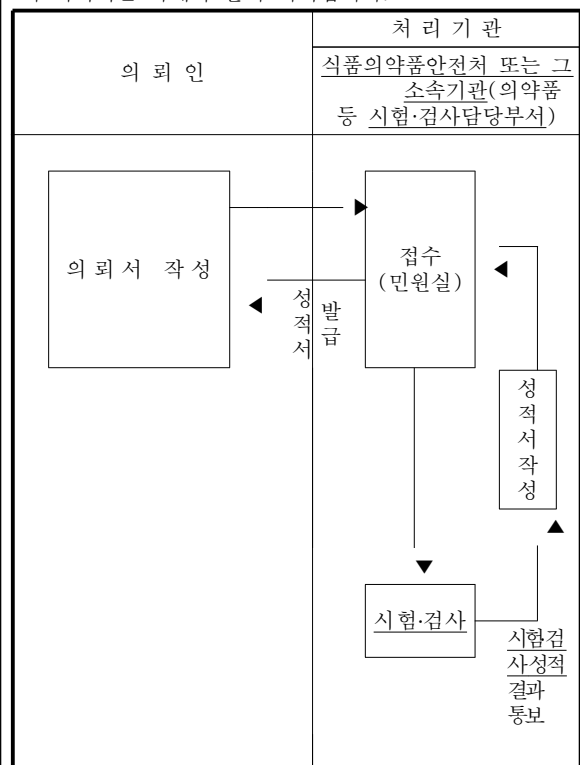 의 뢰 인
처 리 기 관
식품의약품안전처 또는 그
소속기관(의약품
등 시험·검사담당부서)
의 뢰 서 작 성
접수
(민원실)
성적서
발급
성
적
서
작
성
시험·검사
시험·검
사성적
결과
통보